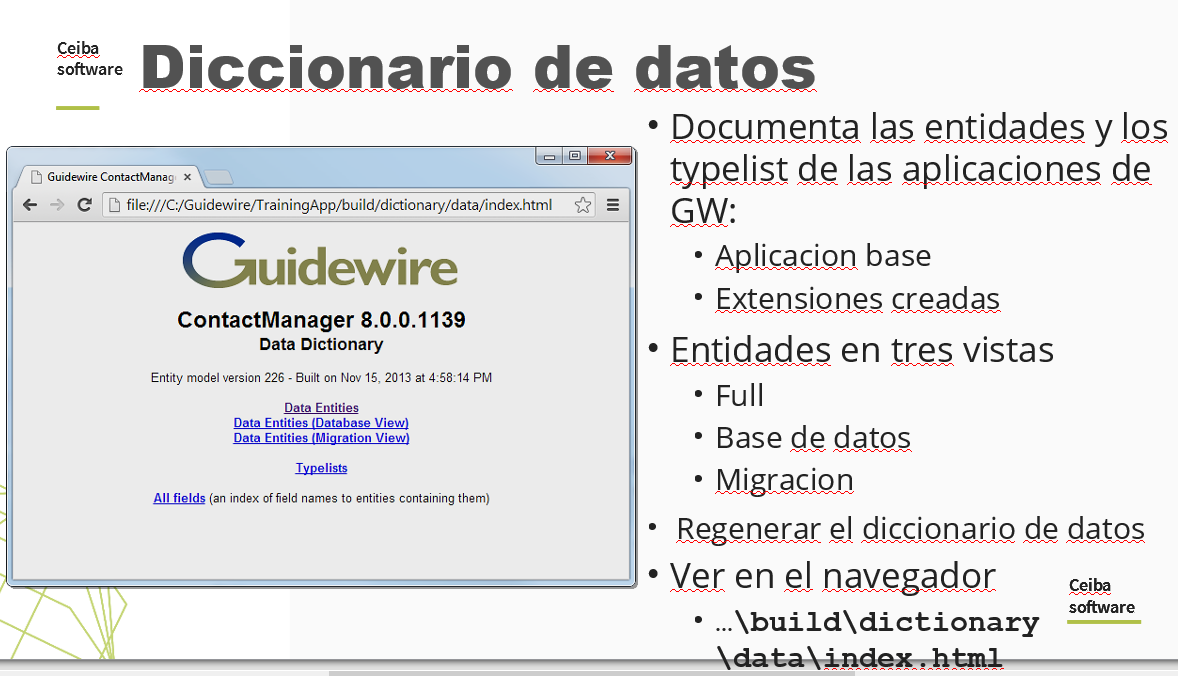 Ceiba
software
Diccionario de datos
Guidewire ContactManag
file:///C:/Guidewire/TrainingApp/build/dictionary/data/index.html
Guidewire
ContactManager 8.0.0.1139
Data Dictionary
Entity model version 226 - Built on Nov 15, 2013 at 4:58:14 PM
Data Entities
Data Entities (Database View)
Data Entities (Migration View)
Typelists
All fields (an index of field names to entities containing them)
• Documenta las entidades y los
typelist de las aplicaciones de
GW:
• Aplicacion base
• Extensiones creadas
• Entidades en tres vistas
• Full
• Base de datos
• Migracion
• Regenerar el diccionario de datos
• Ver en el navegador
• …\build\dictionary
\data\index.html
Ceiba
software